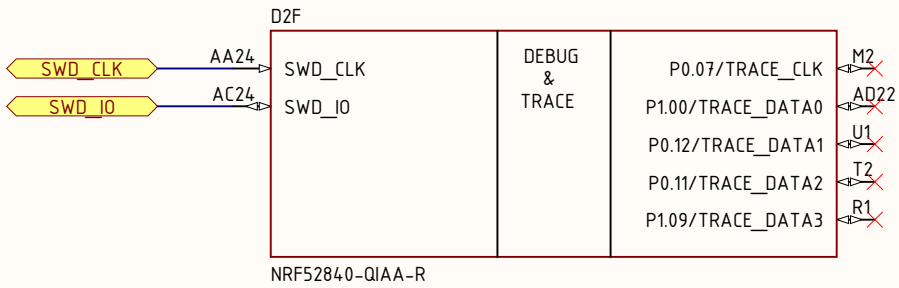 D2F
SWD_CLK
AA24
SWD_CLK
SWD_IO
AC24
SWD_IO
DEBUG
&
TRACE
P0.07/TRACE_CLK
M2
P1.00/TRACE_DATA0
AD22
P0.12/TRACE_DATA1
U1
P0.11/TRACE_DATA2
T2
P1.09/TRACE_DATA3
R1
NRF52840-QIAA-R